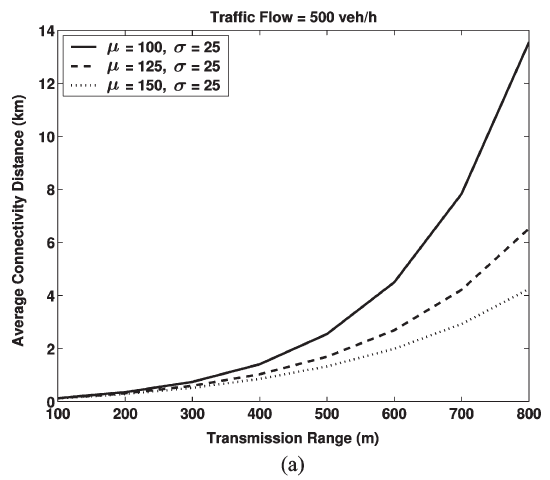 Traffic Flow = 500 veh/h
μ = 100, σ = 25
μ = 125, σ = 25
μ = 150, σ = 25
Average Connectivity Distance (km)
14
12
10
8
6
4
2
0
100 200 300 400 500 600 700 800
Transmission Range (m)
(a)